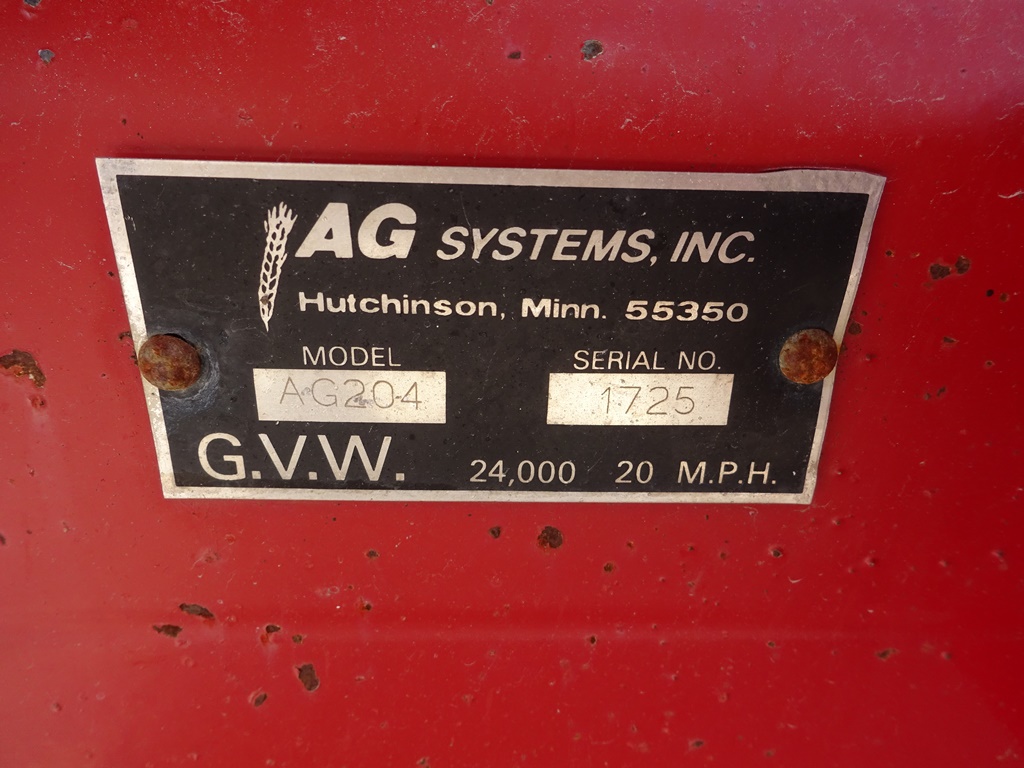 AG SYSTEMS, INC.
Hutchinson, Minn. 55350
MODEL SERIAL NO.
AG204 1725
G.V.W. 24,000 20 M.P.H.